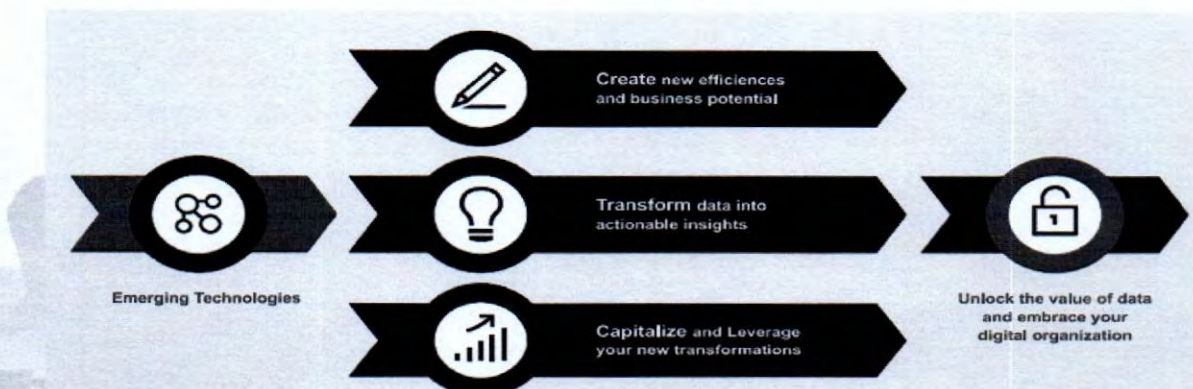 Create new efficiences
and business potential
Transform data into
actionable insights
Emerging Technologies
Unlock the value of data
and embrace your
digital organization
Capitalize and Leverage
your new transformations